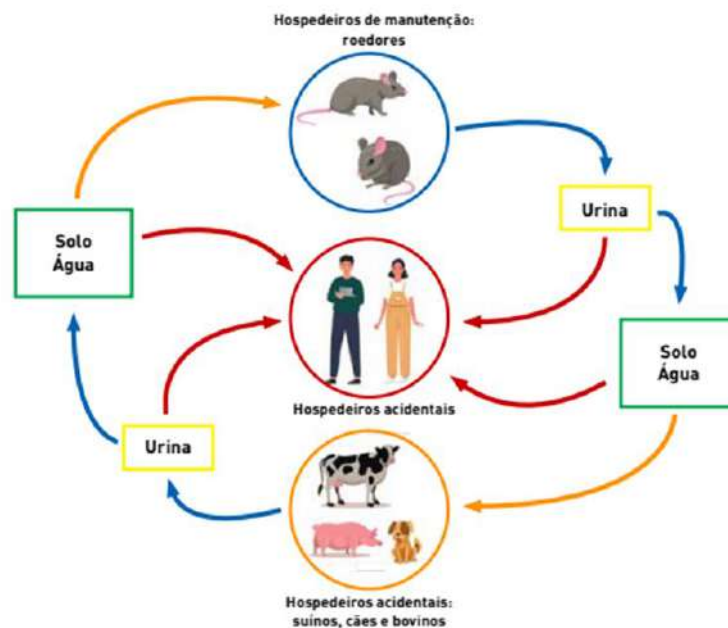 Hospedeiros de manutenção:
roedores
Urina
Solo
Água
Solo
Água
Hospedeiros acidentais
Urina
Hospedeiros acidentais:
suínos, cães e bovinos